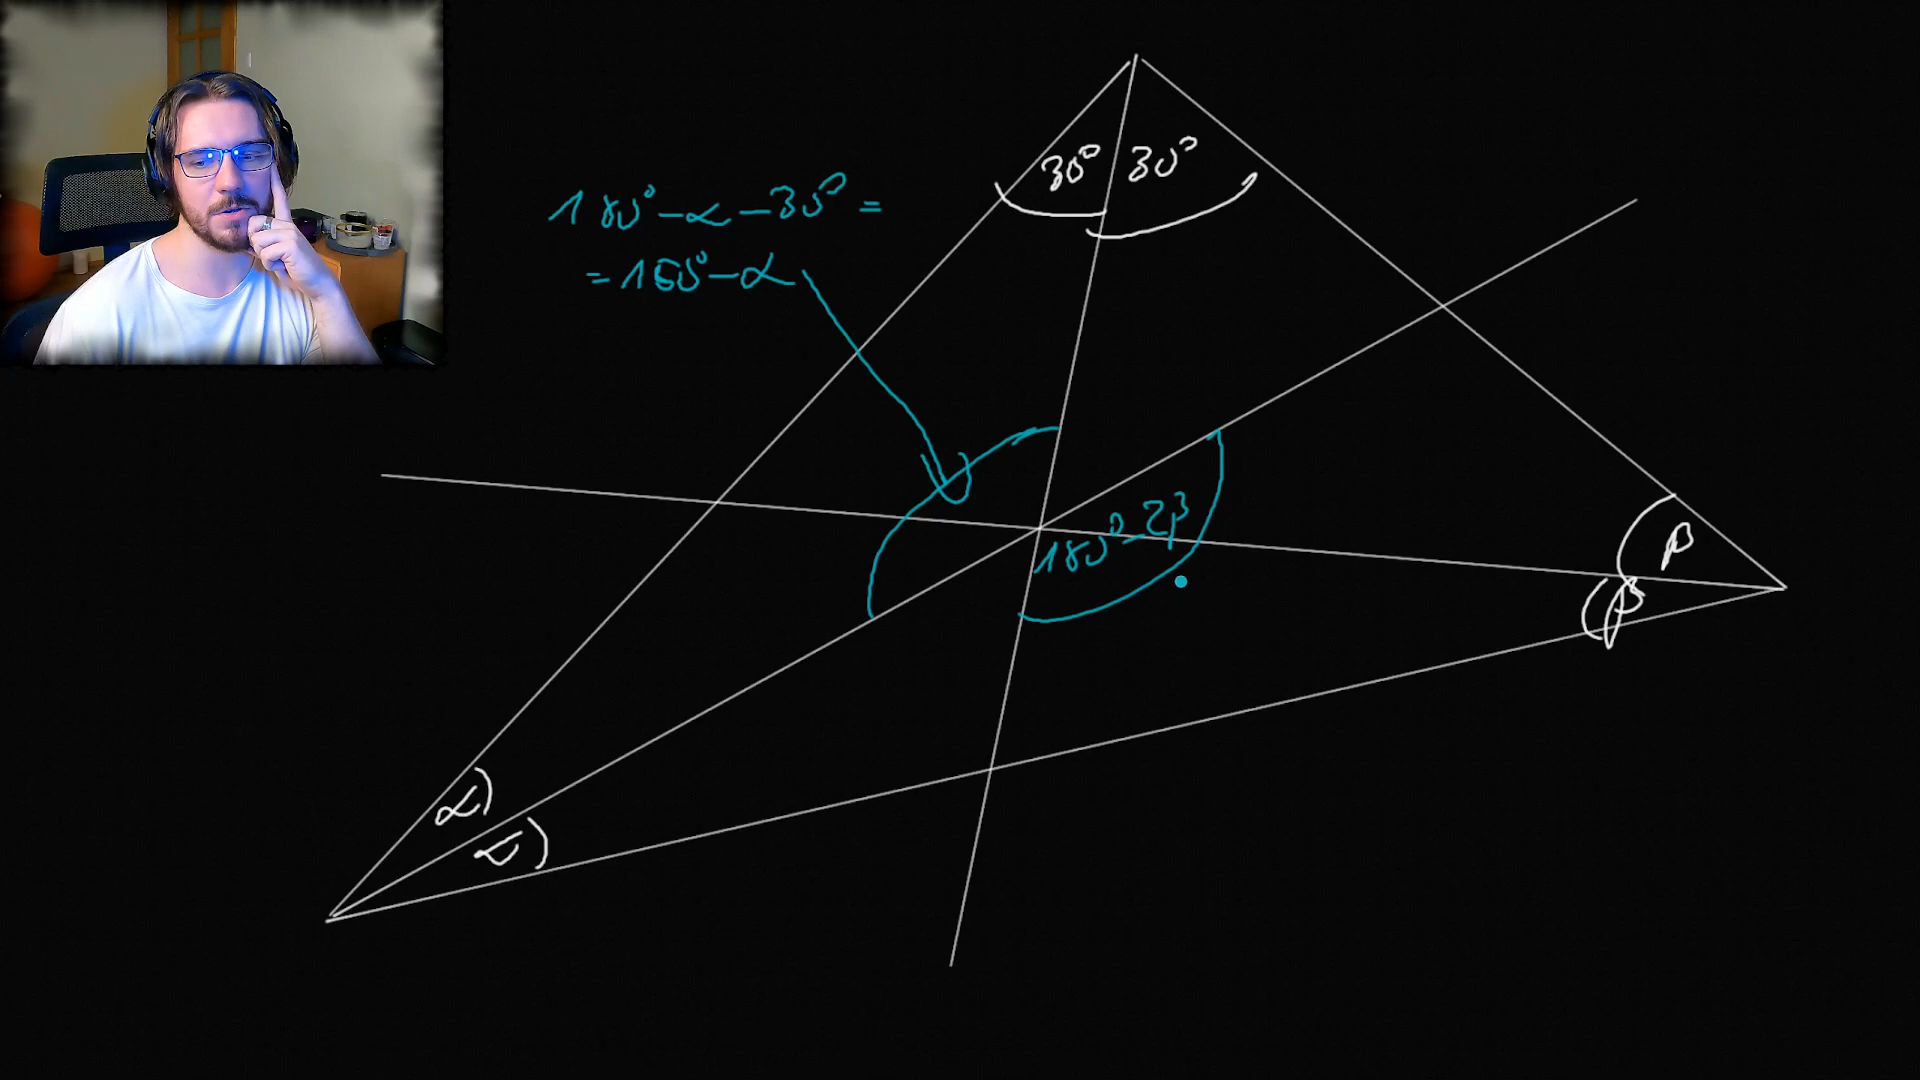 30° 30°
180° - α - 30° =
= 150° - α
180° - 2β
β
β
α
α